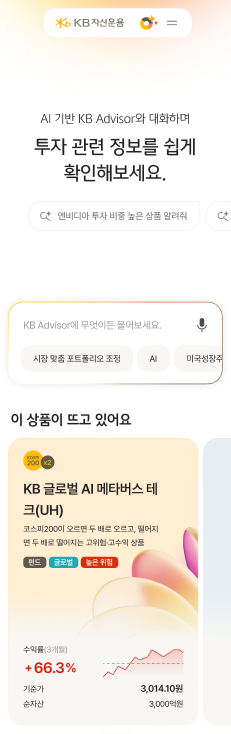 KB자산운용
AI 기반 KB Advisor와 대화하며
투자 관련 정보를 쉽게
확인해보세요.
엔비디아 투자 비중 높은 상품 알려줘
KB Advisor에 무엇이든 물어보세요.
시장 맞춤 포트폴리오 조정
AI
미국성장주
이 상품이 뜨고 있어요
KOSPI
200
x2
KB 글로벌 AI 메타버스 테
크(UH)
코스피200이 오르면 두 배로 오르고, 떨어지
면 두 배로 떨어지는 고위험·고수익 상품
펀드
글로벌
높은 위험
수익률(3개월)
+66.3%
기준가
3,014.10원
순자산
3,000억원